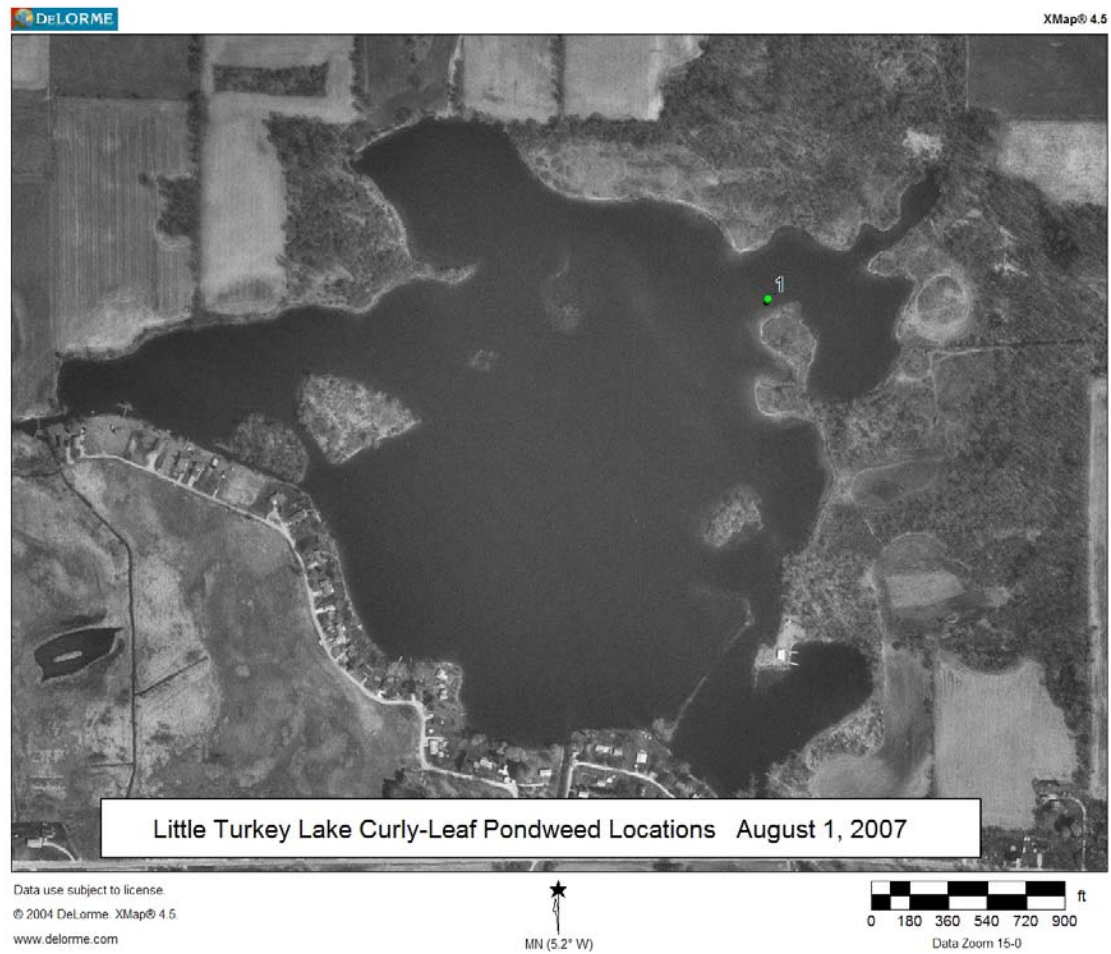 DELORME
XMap® 4.5
1
Little Turkey Lake Curly-Leaf Pondweed Locations August 1, 2007
Data use subject to license.
© 2004 DeLorme. XMap® 4.5.
www.delorme.com
MN (5.2° W)
ft
0 180 360 540 720 900
Data Zoom 15-0